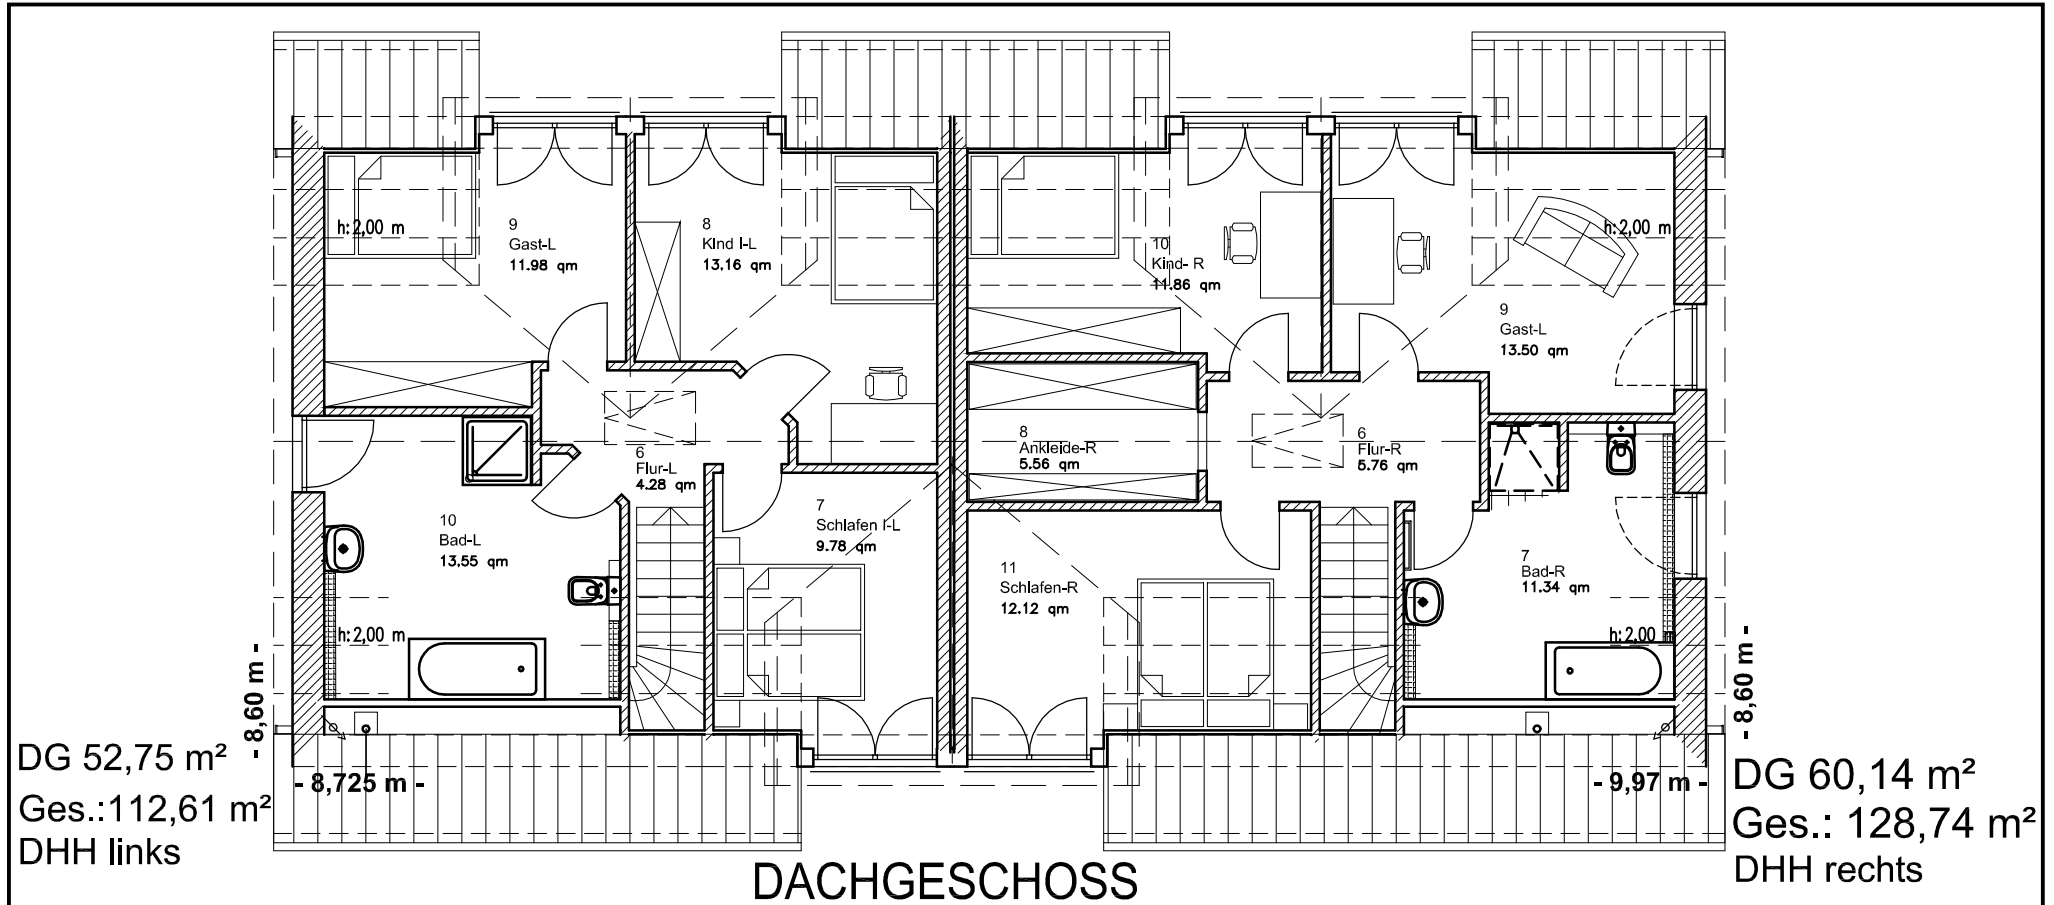 9
Gast-L
11.98 qm
h: 2,00 m
8
Kind I-L
13.16 qm
10
Kind- R
11.86 qm
h: 2,00 m
9
Gast-L
13.50 qm
6
Flur-L
4.28 qm
8
Ankleide-R
5.56 qm
6
Flur-R
5.76 qm
10
Bad-L
13.55 qm
7
Schlafen I-L
9.78 qm
11
Schlafen-R
12.12 qm
7
Bad-R
11.34 qm
h: 2,00 m
h: 2,00
- 8,60 m -
- 8,60 m -
- 8,725 m -
- 9,97 m -
DG 52,75 m²
Ges.:112,61 m²
DHH links
DG 60,14 m²
Ges.: 128,74 m²
DHH rechts
DACHGESCHOSS